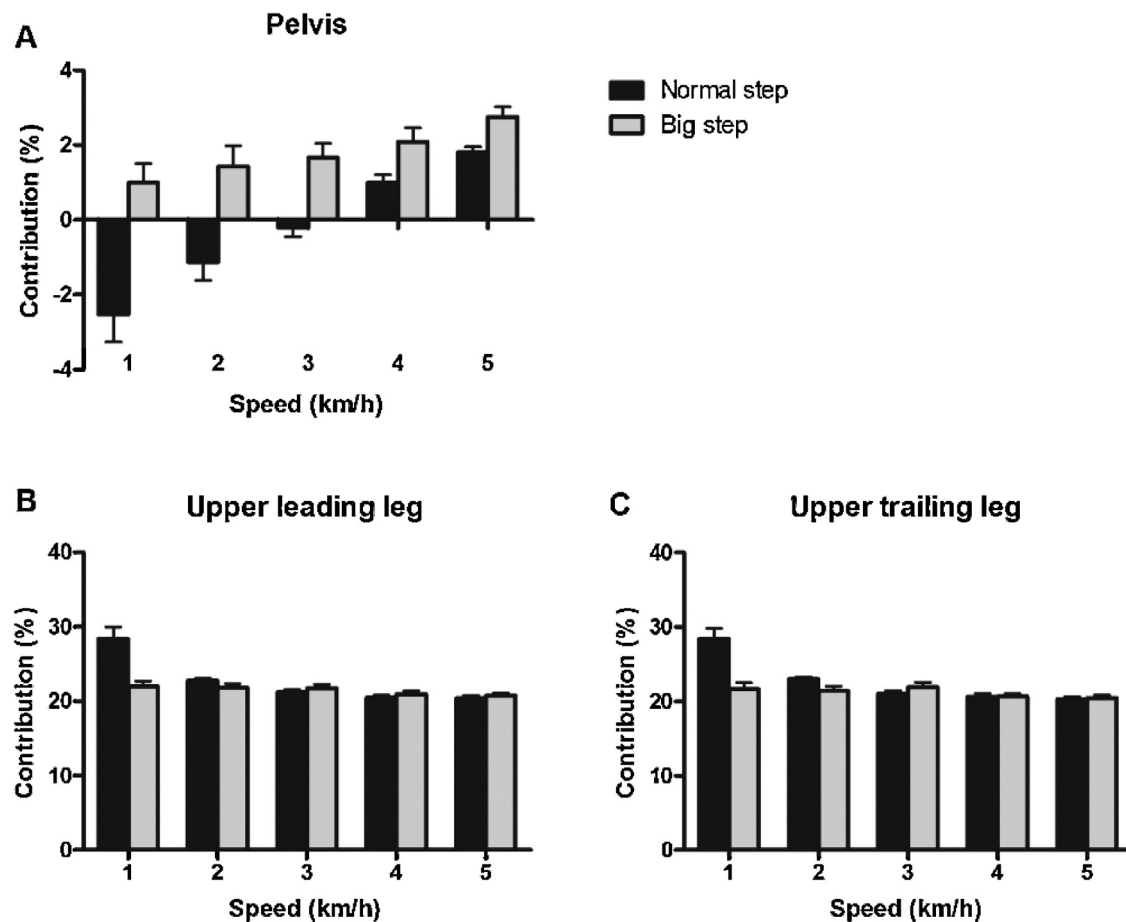 A
Pelvis
Normal step
Big step
Contribution (%)
4
2
0
-2
-4
1 2 3 4 5
Speed (km/h)
B
Upper leading leg
Contribution (%)
40
30
20
10
0
1 2 3 4 5
Speed (km/h)
C
Upper trailing leg
Contribution (%)
40
30
20
10
0
1 2 3 4 5
Speed (km/h)